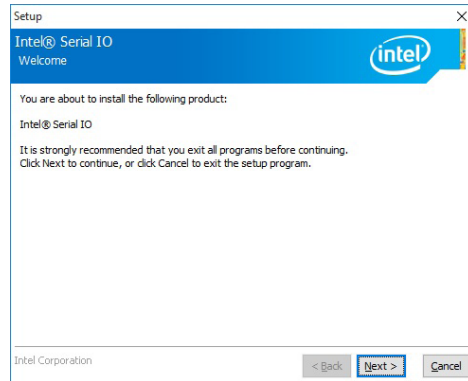 Setup
Intel® Serial IO
Welcome
intel®
You are about to install the following product:
Intel® Serial IO
It is strongly recommended that you exit all programs before continuing.
Click Next to continue, or click Cancel to exit the setup program.
Intel Corporation
< Back Next > Cancel